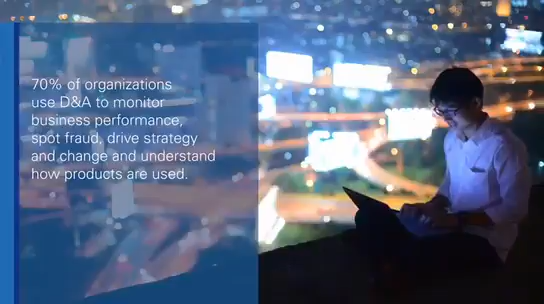 70% of organizations
use D&A to monitor
business performance,
spot fraud, drive strategy
and change and understand
how products are used.